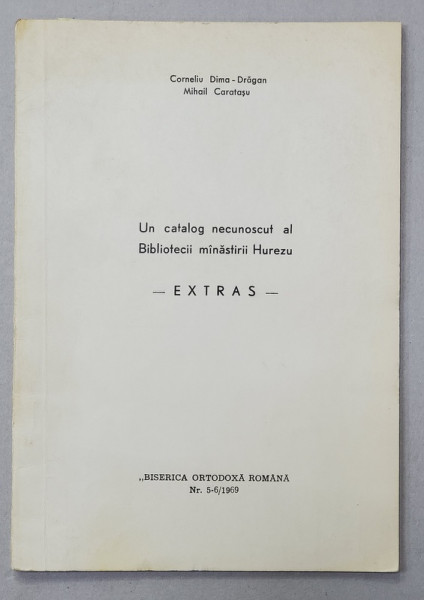 Corneliu Dima-Drăgan
Mihail Caratașu
Un catalog necunoscut al
Bibliotecii mînăstirii Hurezu
— EXTRAS —
,,BISERICA ORTODOXĂ ROMÂNĂ
Nr. 5-6/1969